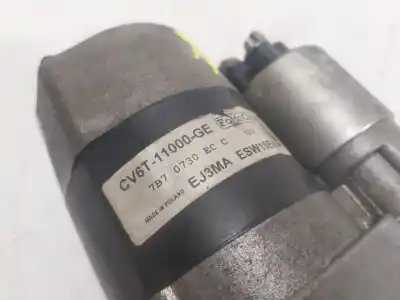 CV6T-11000-GE
7B7 0730 EC C
EJ3MA
MADE IN POLAND